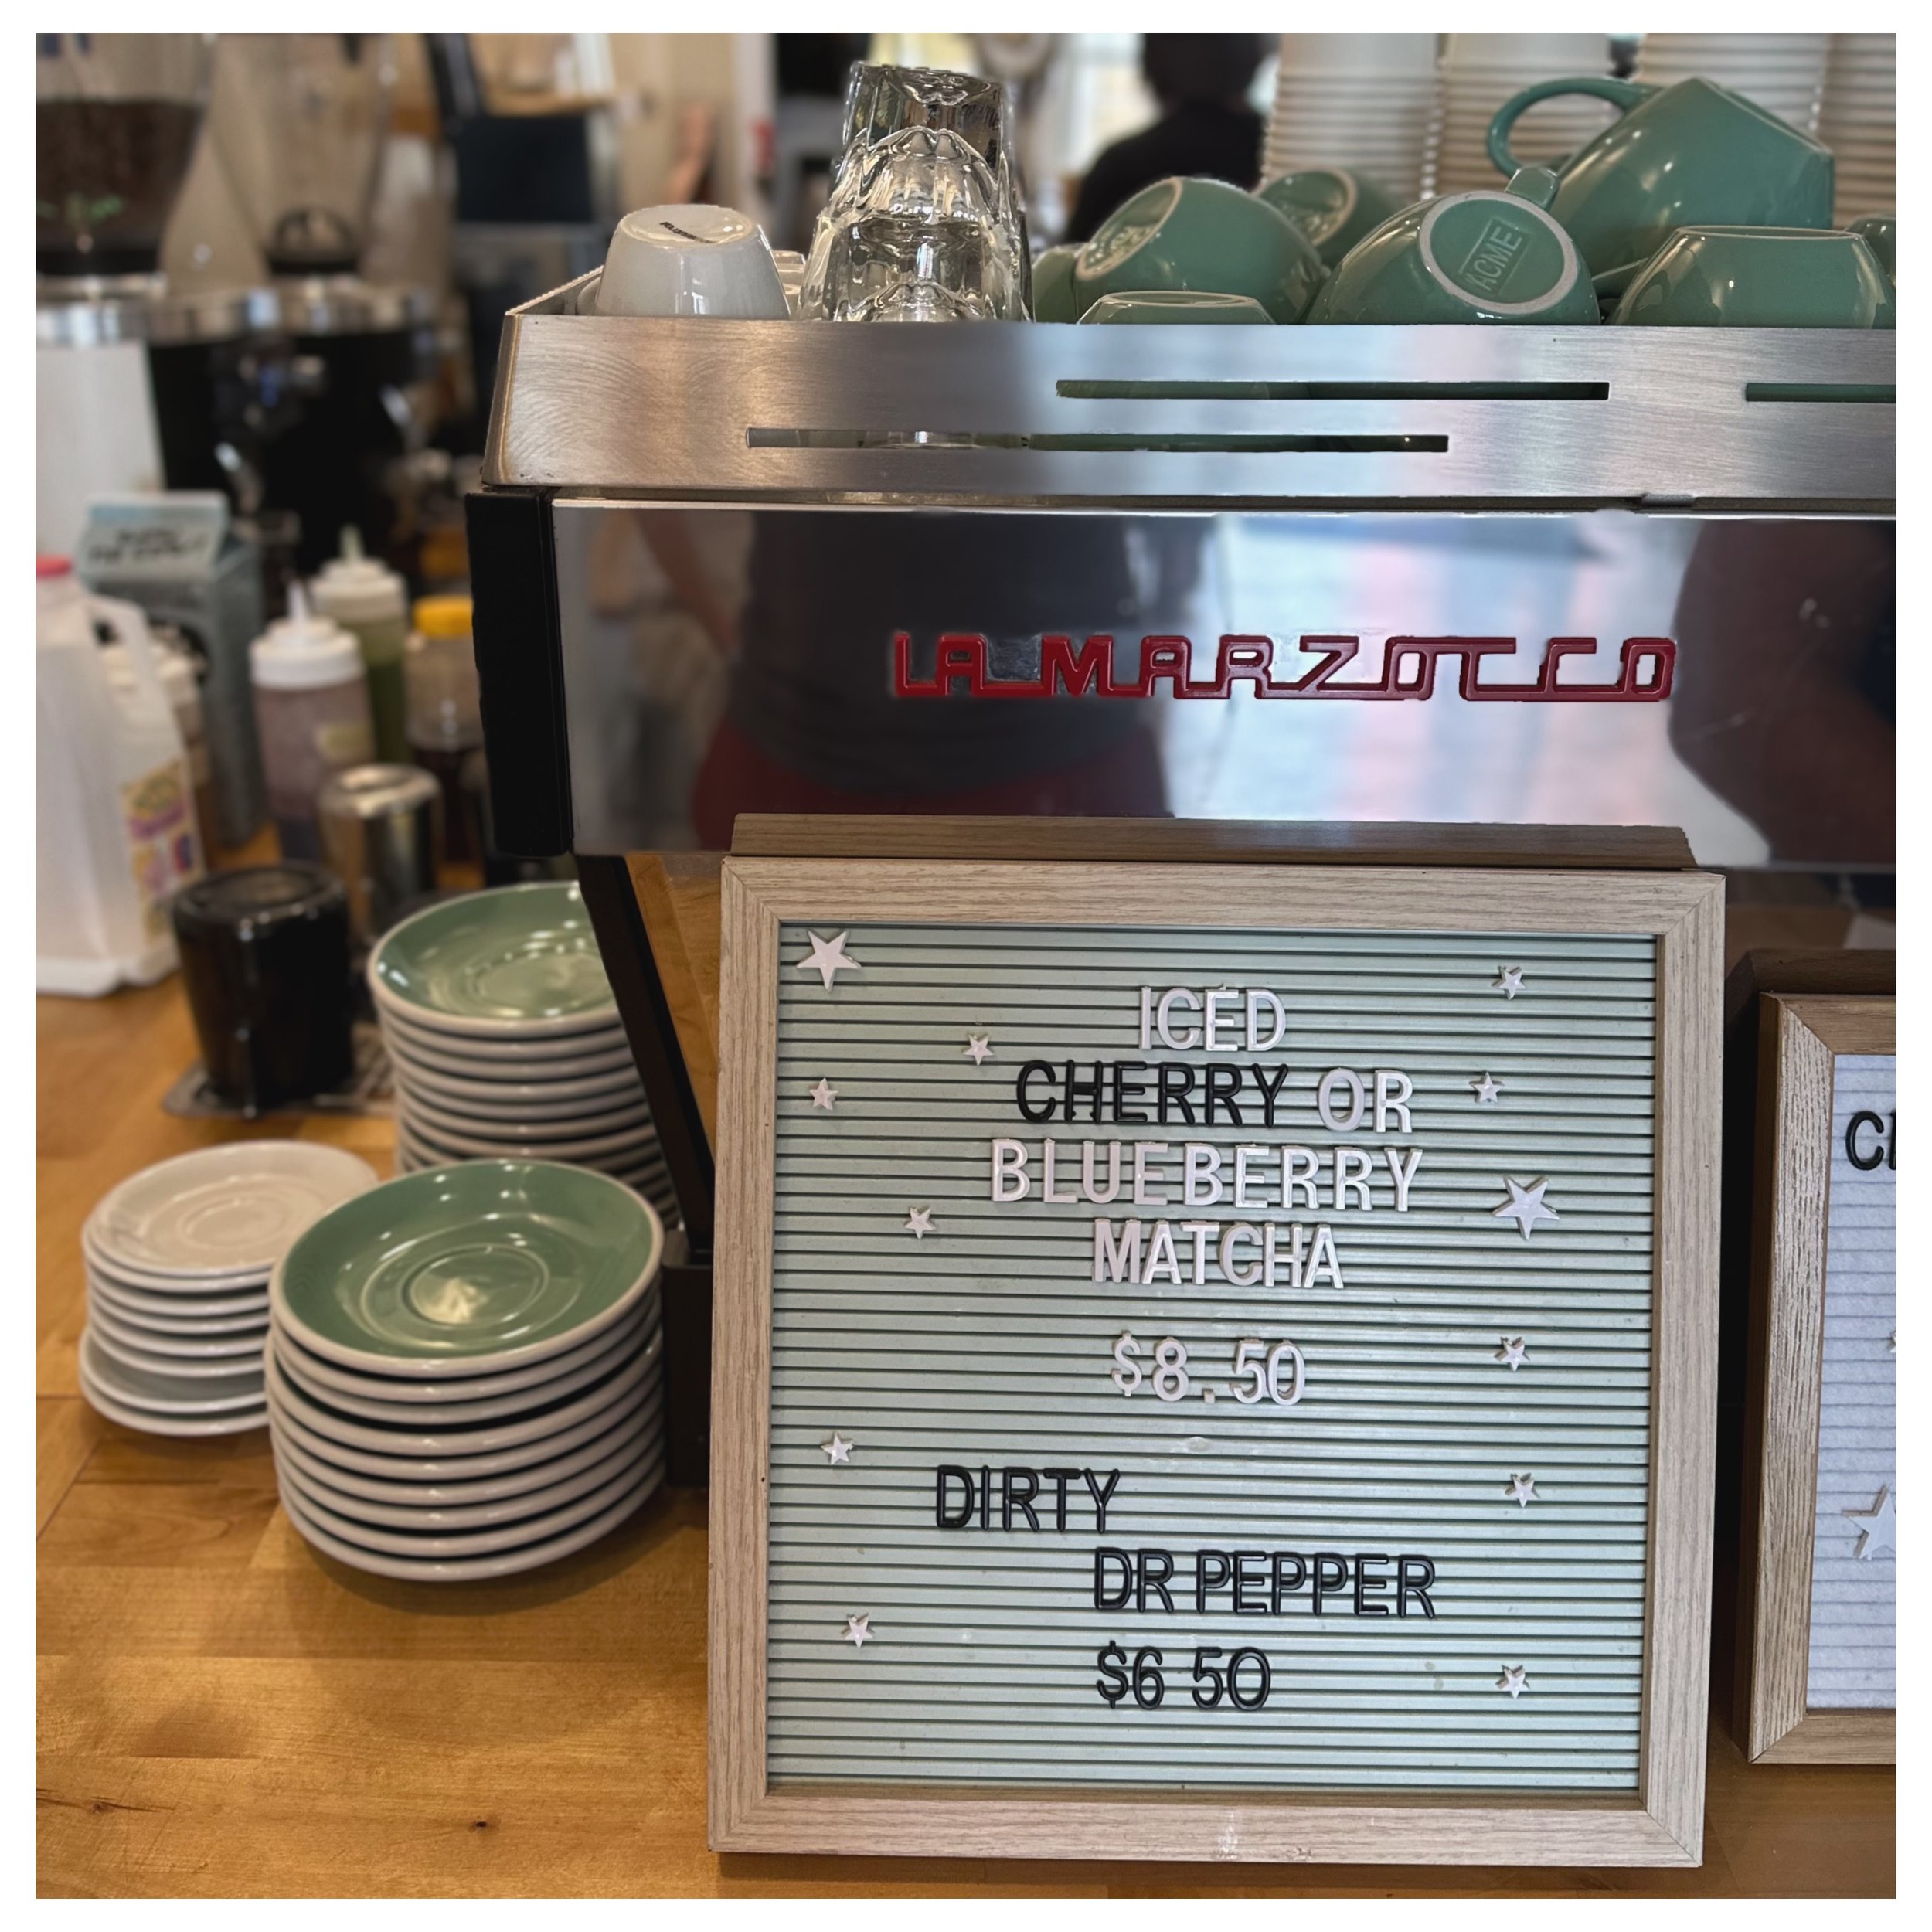 ACME
LA MARZOCCO
ICED
CHERRY OR
BLUEBERRY
MATCHA
$8.50
DIRTY
DR PEPPER
$6 50